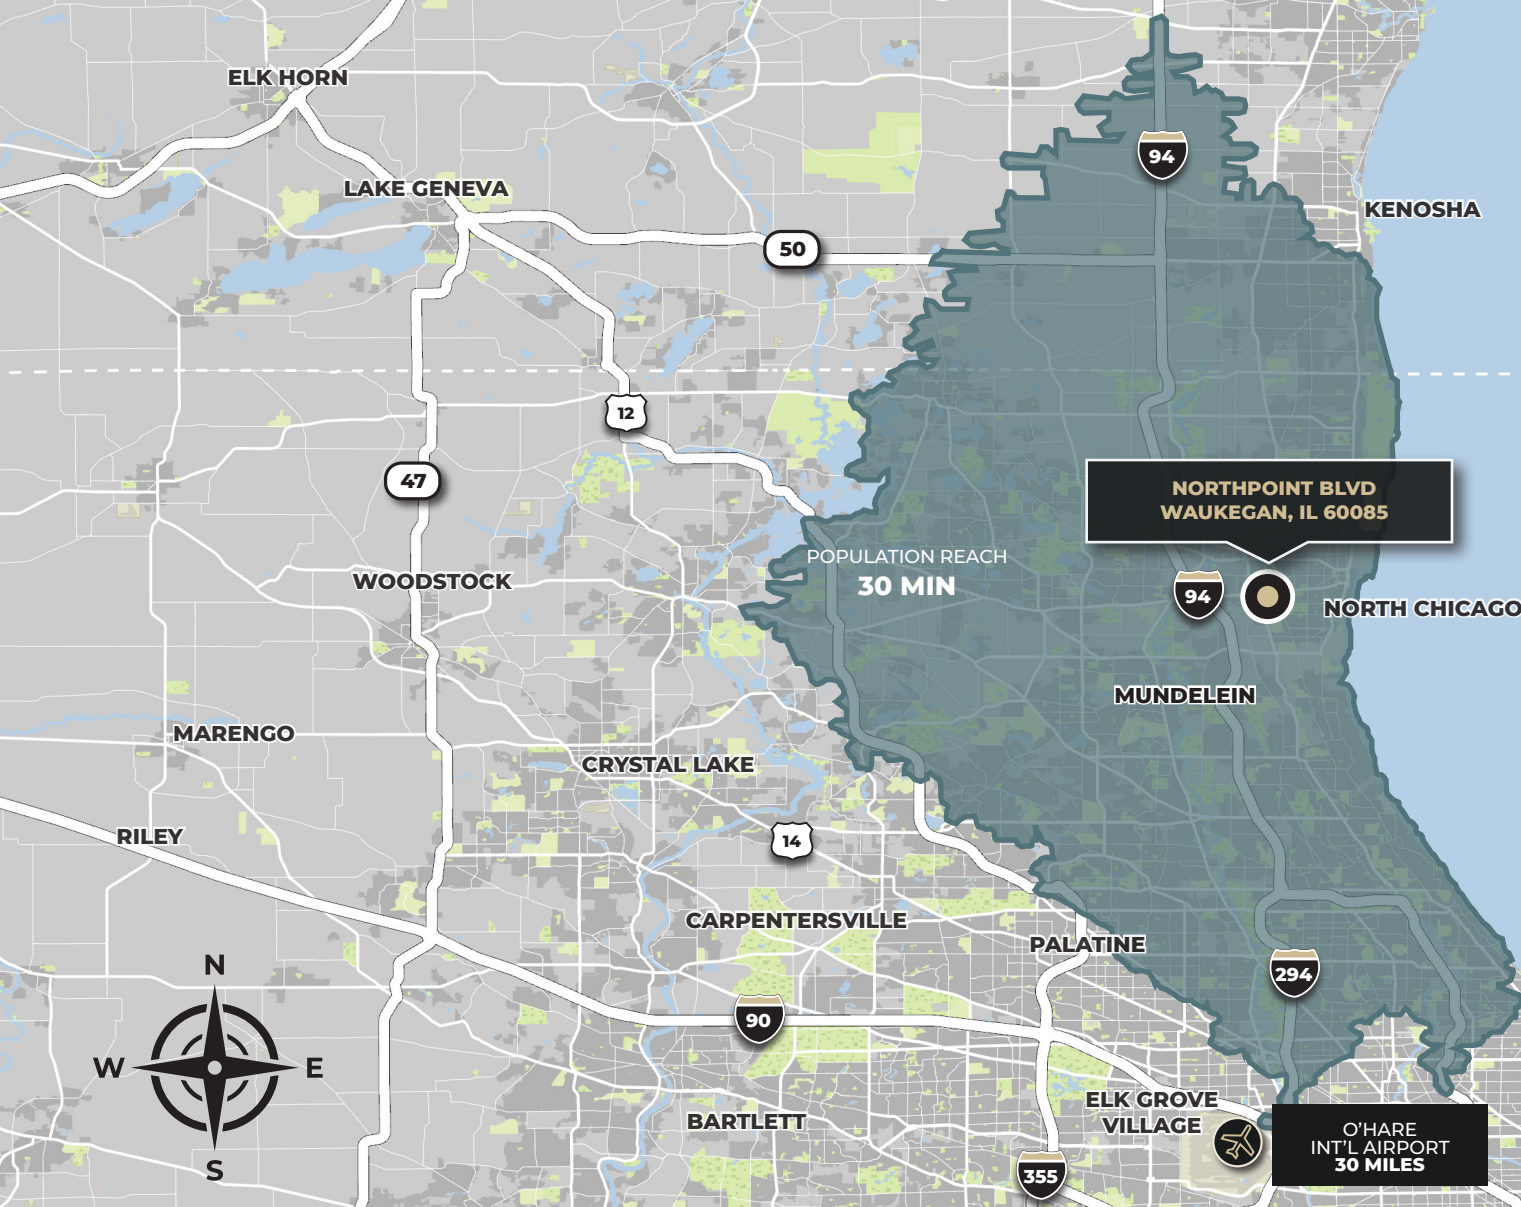 ELK HORN
94
LAKE GENEVA
KENOSHA
50
12
47
NORTHPOINT BLVD
WAUKEGAN, IL 60085
POPULATION REACH
30 MIN
WOODSTOCK
94
NORTH CHICAGO
MUNDELEIN
MARENGO
CRYSTAL LAKE
RILEY
14
CARPENTERSVILLE
PALATINE
N
294
90
W
E
ELK GROVE
VILLAGE
BARTLETT
O'HARE
INT'L AIRPORT
30 MILES
S
355